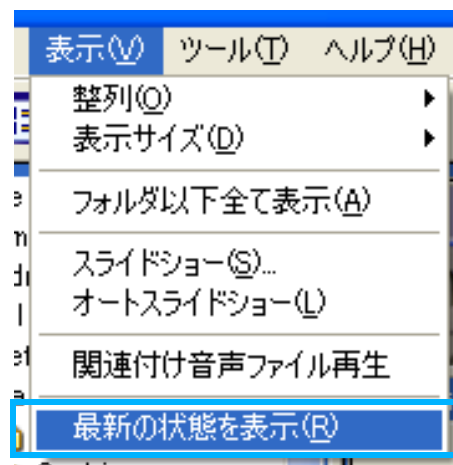 表示(V) ツール(T) ヘルプ(H)
整列(O)
表示サイズ(D)
フォルダ以下全て表示(A)
スライドショー(S)...
オートスライドショー(L)
関連付け音声ファイル再生
最新の状態を表示(R)